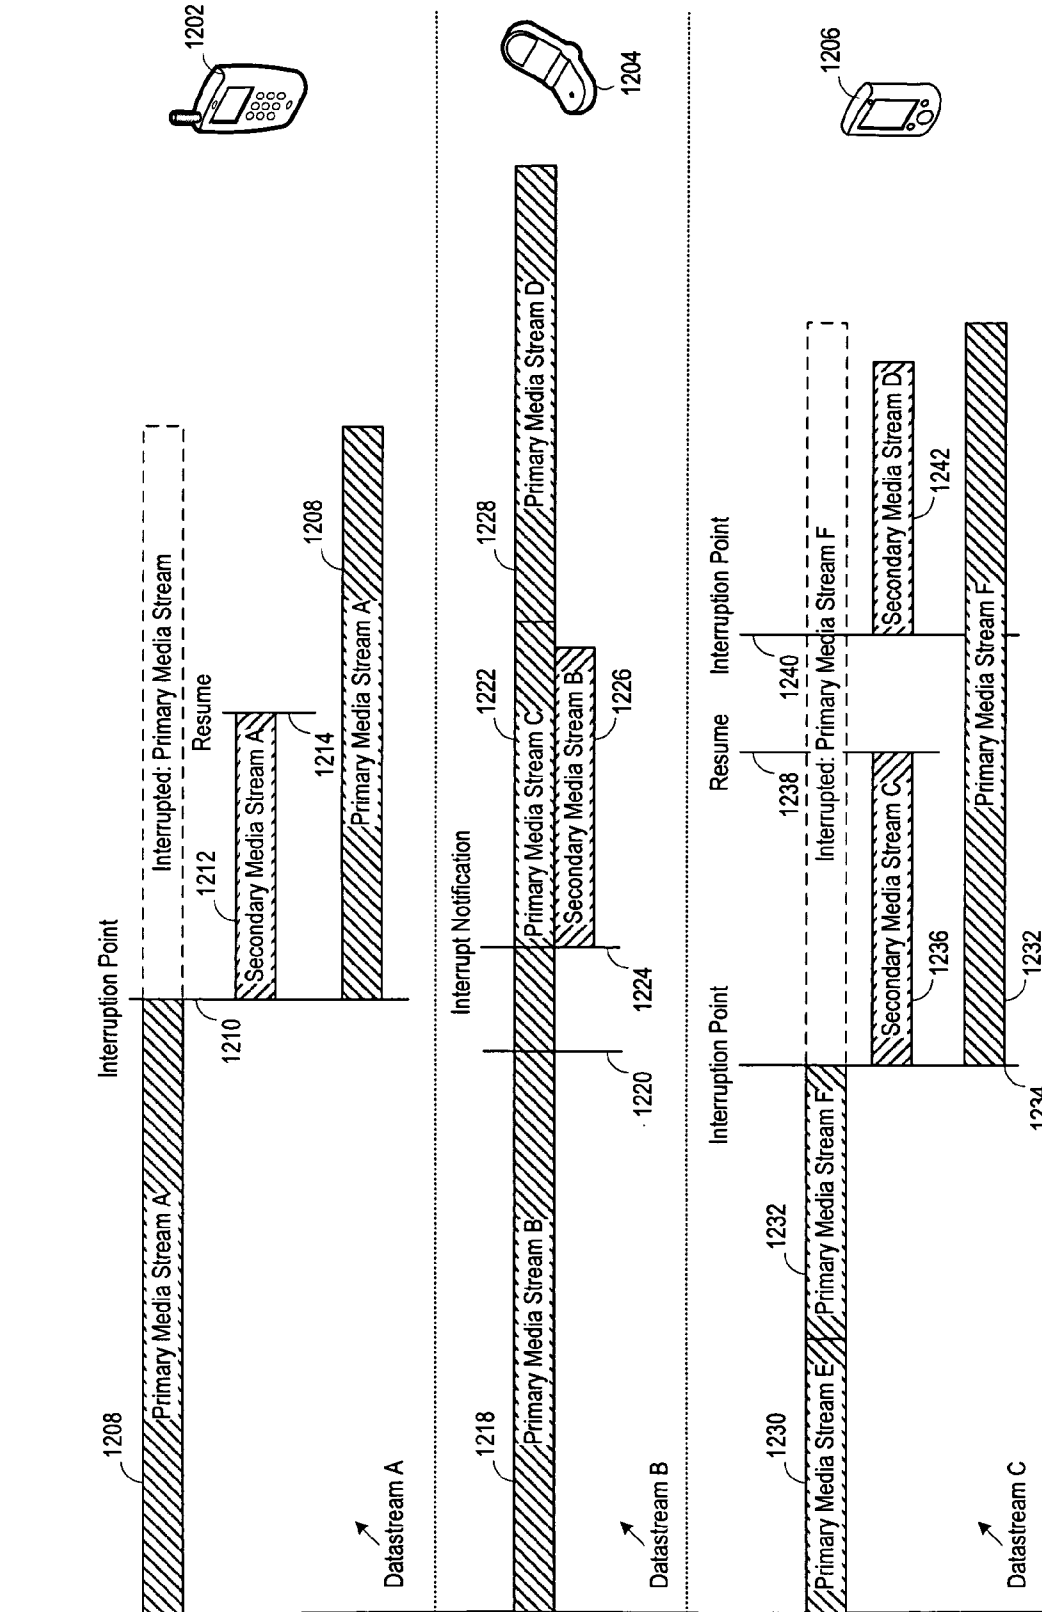 Interruption Point
1208
Primary Media Stream A
Interrupted: Primary Media Stream
1202
1210
1212
Resume
Secondary Media Stream A
1214
1208
Primary Media Stream A
Datastream A
Interrupt Notification
1218
1222
1228
Primary Media Stream B
Primary Media Stream C
Primary Media Stream D
Secondary Media Stream B
1204
1220
1224
1226
Datastream B
Interruption Point
Resume
Interruption Point
1230
1232
1238
1240
1206
Primary Media Stream E
Primary Media Stream F
Interrupted: Primary Media Stream F
Secondary Media Stream C
Secondary Media Stream D
1236
1242
Primary Media Stream F
Datastream C
1234
1232